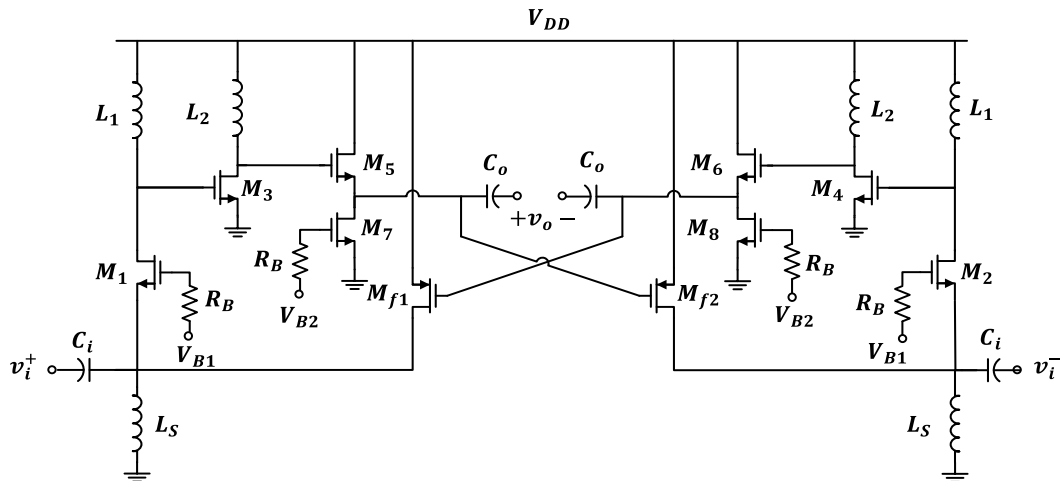 V_DD
L_1
L_2
L_2
L_1
M_5
C_o
C_o
M_6
M_3
M_4
+v_o−
M_7
M_8
M_1
R_B
R_B
M_2
R_B
M_f1
M_f2
R_B
V_B2
V_B2
C_i
V_B1
V_B1
C_i
v_i^+
v_i^−
L_S
L_S